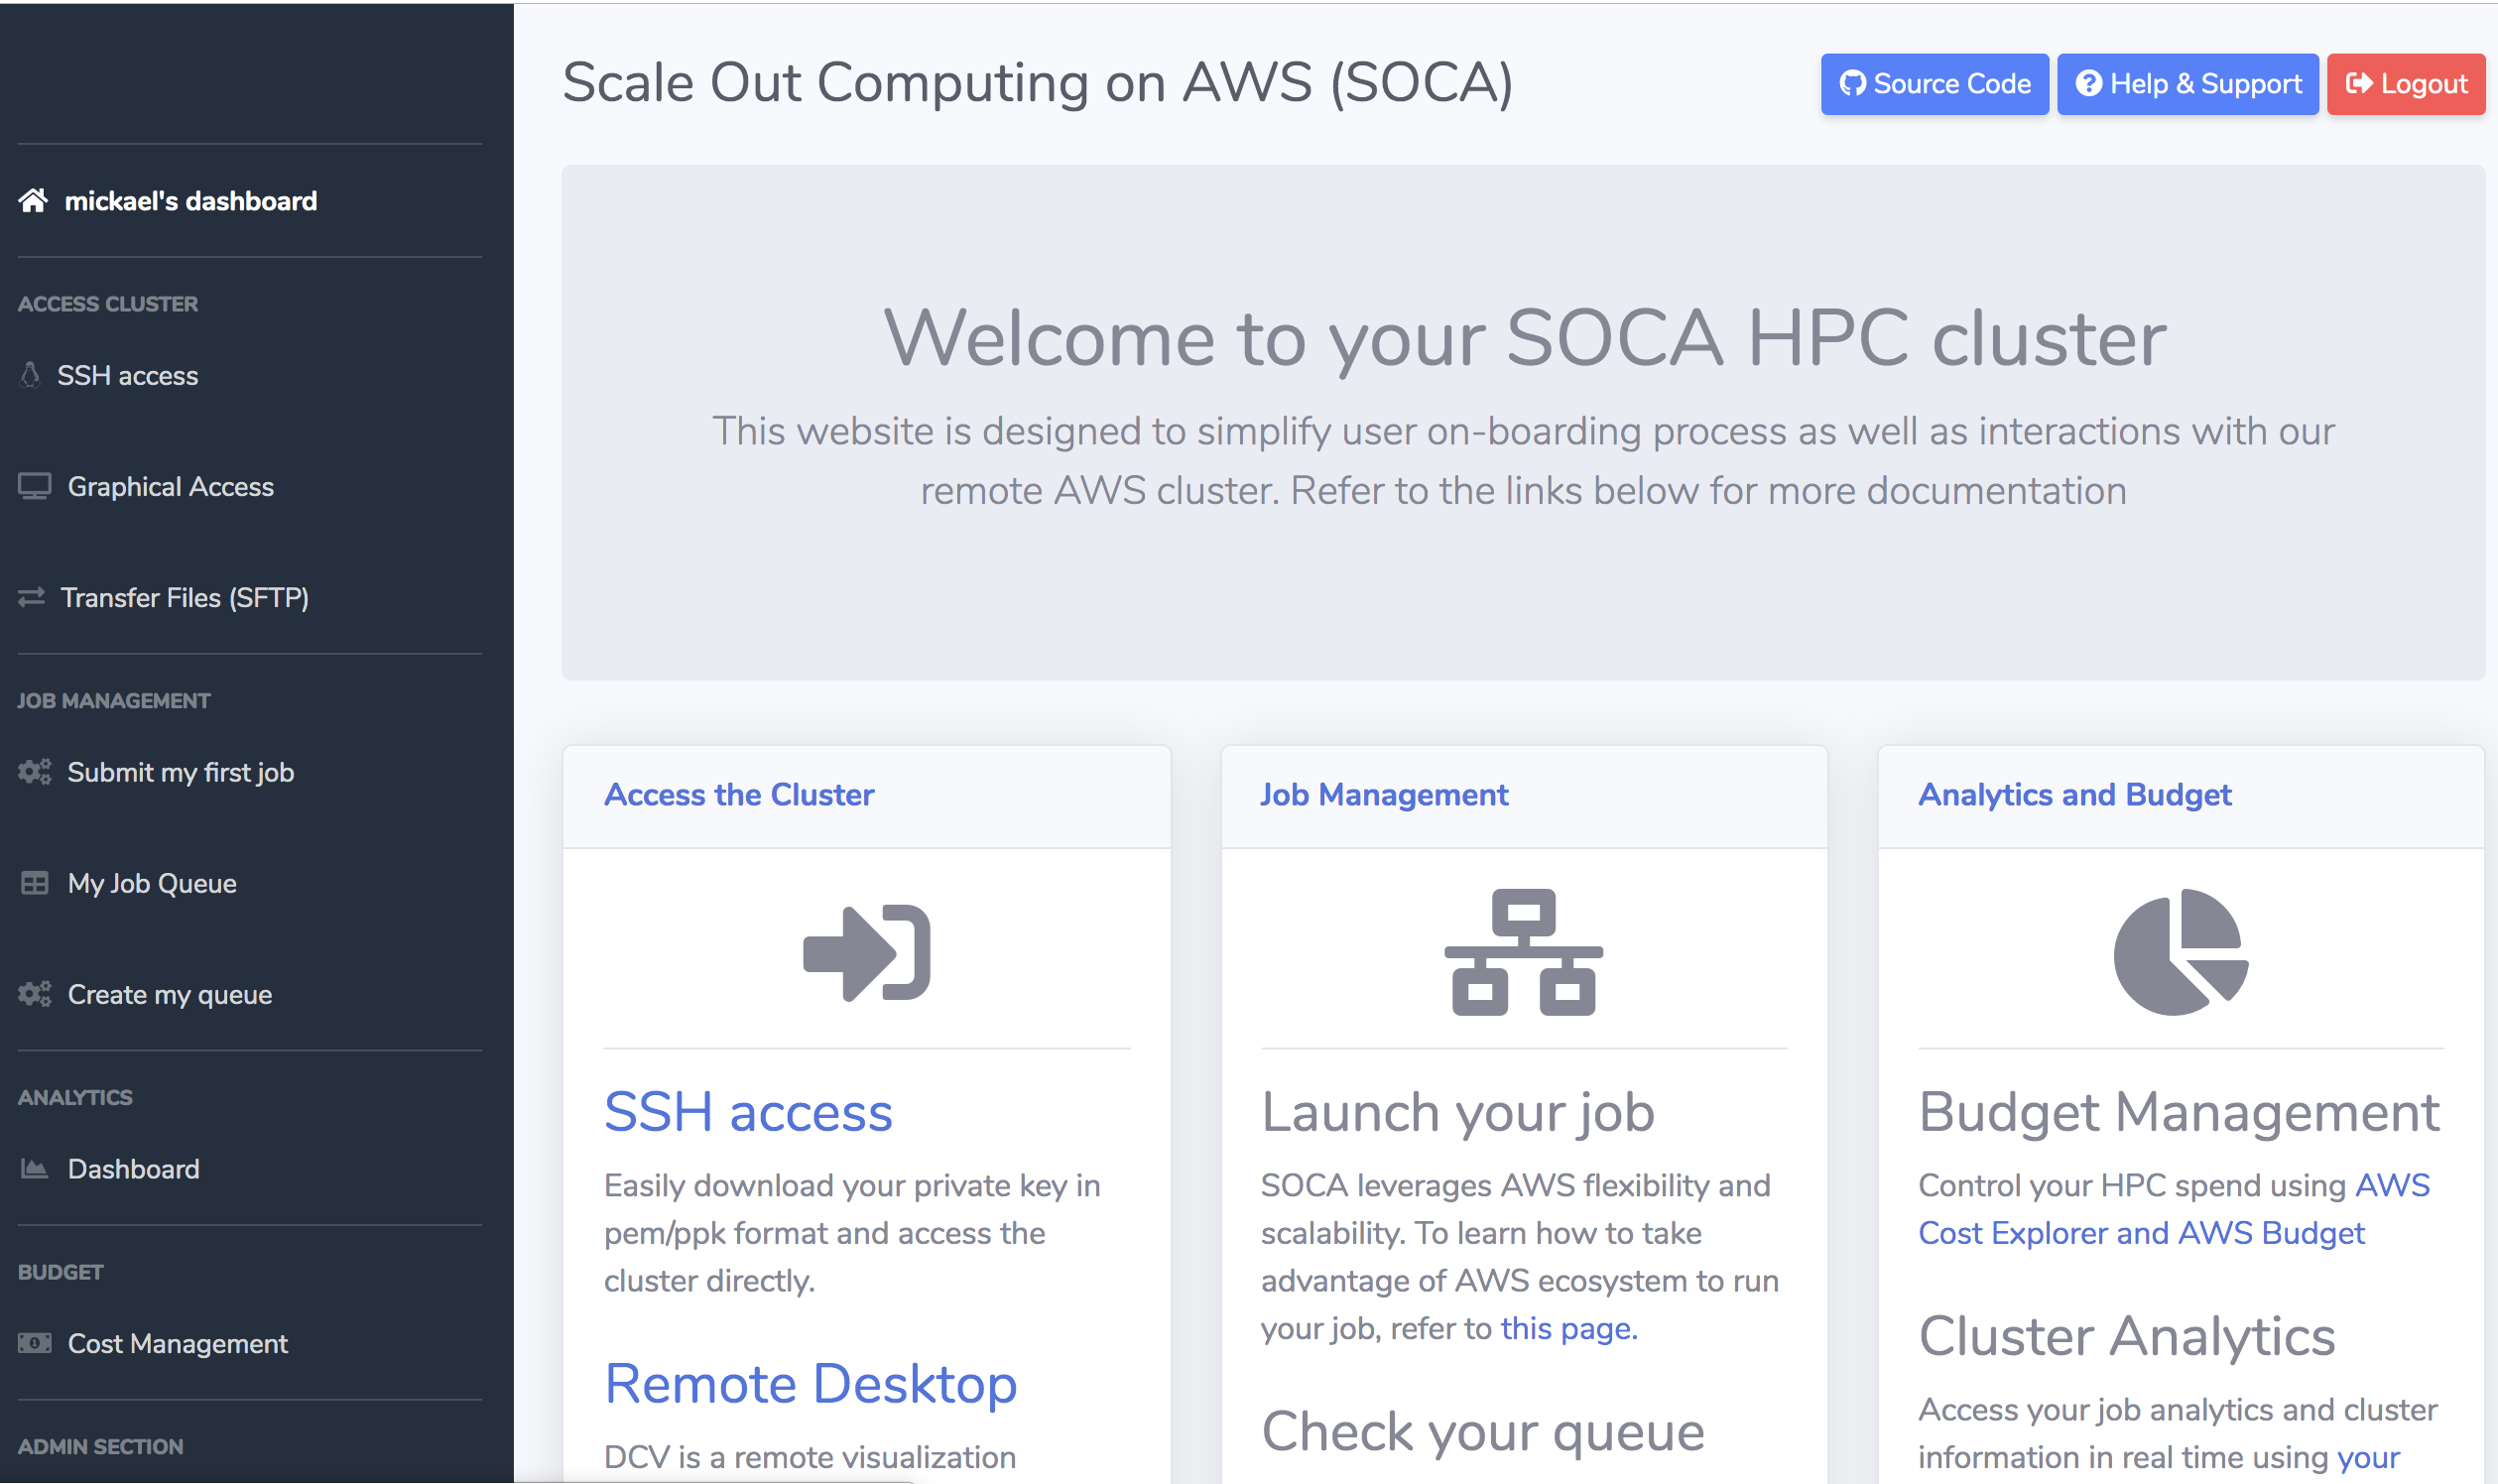 Scale Out Computing on AWS (SOCA)
Source Code
Help & Support
Logout
mickael's dashboard
ACCESS CLUSTER
SSH access
Graphical Access
Transfer Files (SFTP)
JOB MANAGEMENT
Submit my first job
My Job Queue
Create my queue
ANALYTICS
Dashboard
BUDGET
Cost Management
ADMIN SECTION
Welcome to your SOCA HPC cluster
This website is designed to simplify user on-boarding process as well as interactions with our
remote AWS cluster. Refer to the links below for more documentation
Access the Cluster
SSH access
Easily download your private key in
pem/ppk format and access the
cluster directly.
Remote Desktop
DCV is a remote visualization
Job Management
Launch your job
SOCA leverages AWS flexibility and
scalability. To learn how to take
advantage of AWS ecosystem to run
your job, refer to this page.
Check your queue
Analytics and Budget
Budget Management
Control your HPC spend using AWS
Cost Explorer and AWS Budget
Cluster Analytics
Access your job analytics and cluster
information in real time using your